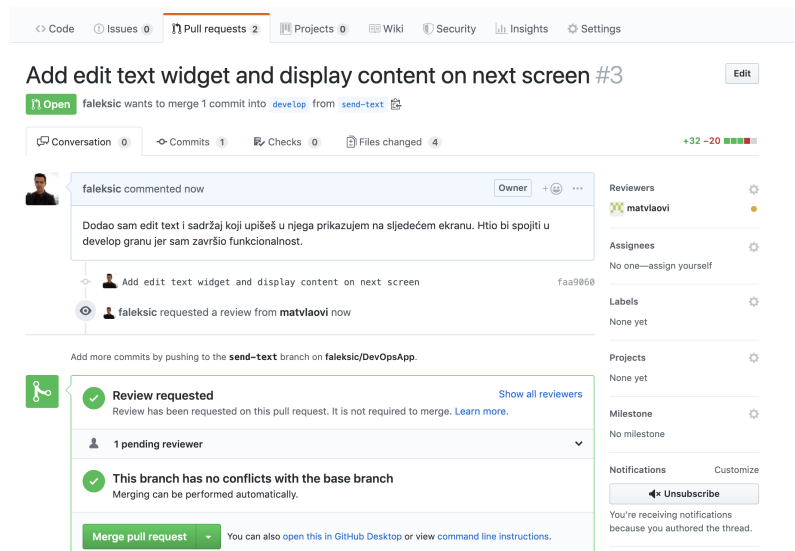 Code Issues 0 Pull requests 2 Projects 0 Wiki Security Insights Settings
Add edit text widget and display content on next screen #3 Edit
Open faleksic wants to merge 1 commit into develop from send-text
Conversation 0 Commits 1 Checks 0 Files changed 4 +32 −20
faleksic commented now Owner
Dodao sam edit text i sadržaj koji upišeš u njega prikazujem na sljedećem ekranu. Htio bi spojiti u
develop granu jer sam završio funkcionalnost.
Add edit text widget and display content on next screen faa9060
faleksic requested a review from matvlaovi now
Add more commits by pushing to the send-text branch on faleksic/DevOpsApp.
Review requested Show all reviewers
Review has been requested on this pull request. It is not required to merge. Learn more.
1 pending reviewer
This branch has no conflicts with the base branch
Merging can be performed automatically.
Merge pull request You can also open this in GitHub Desktop or view command line instructions.
Reviewers
matvlaovi
Assignees
No one—assign yourself
Labels
None yet
Projects
None yet
Milestone
No milestone
Notifications Customize
Unsubscribe
You're receiving notifications
because you authored the thread.